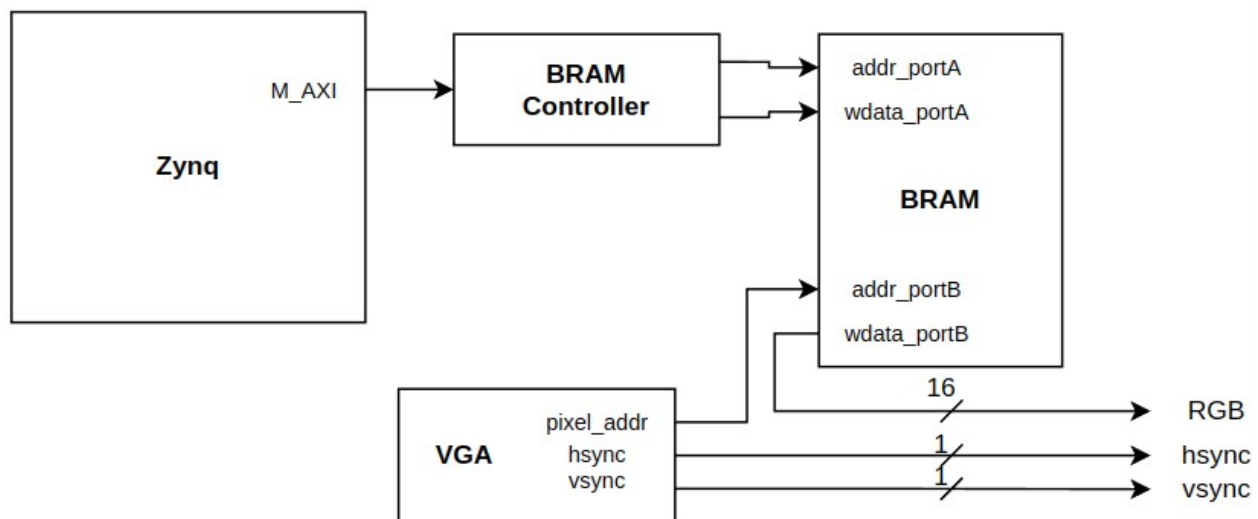 M_AXI
Zynq
BRAM
Controller
addr_portA
wdata_portA
BRAM
addr_portB
wdata_portB
16
RGB
pixel_addr
VGA
hsync
vsync
1
hsync
1
vsync